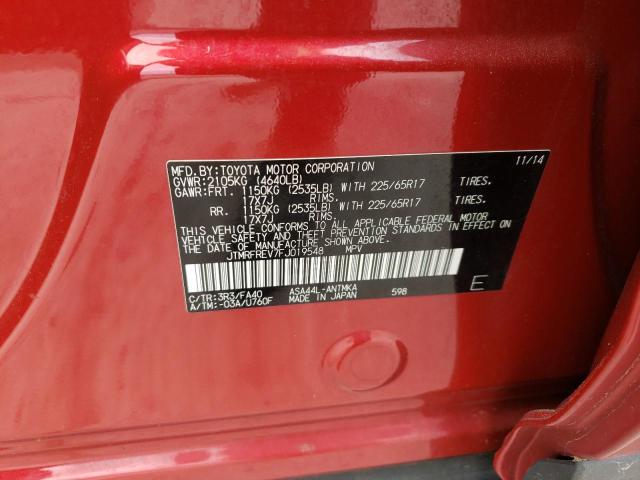 MFD.BY:TOYOTA MOTOR CORPORATION 11/14
GVWR:2105KG (4640LB)
GAWR:FRT. 1150KG (2535LB) WITH 225/65R17 TIRES.
17X7J RIMS.
RR. 1150KG (2535LB) WITH 225/65R17 TIRES.
17X7J RIMS.
THIS VEHICLE CONFORMS TO ALL APPLICABLE FEDERAL MOTOR
VEHICLE SAFETY, BUMPER, AND THEFT PREVENTION STANDARDS IN EFFECT
ON THE DATE OF MANUFACTURE SHOWN ABOVE.
JTMRFREV7FJ019548 MPV
C/TR:3R3/FA40 ASA44L-ANTMKA 598 E
A/TM:-03A/U760F MADE IN JAPAN